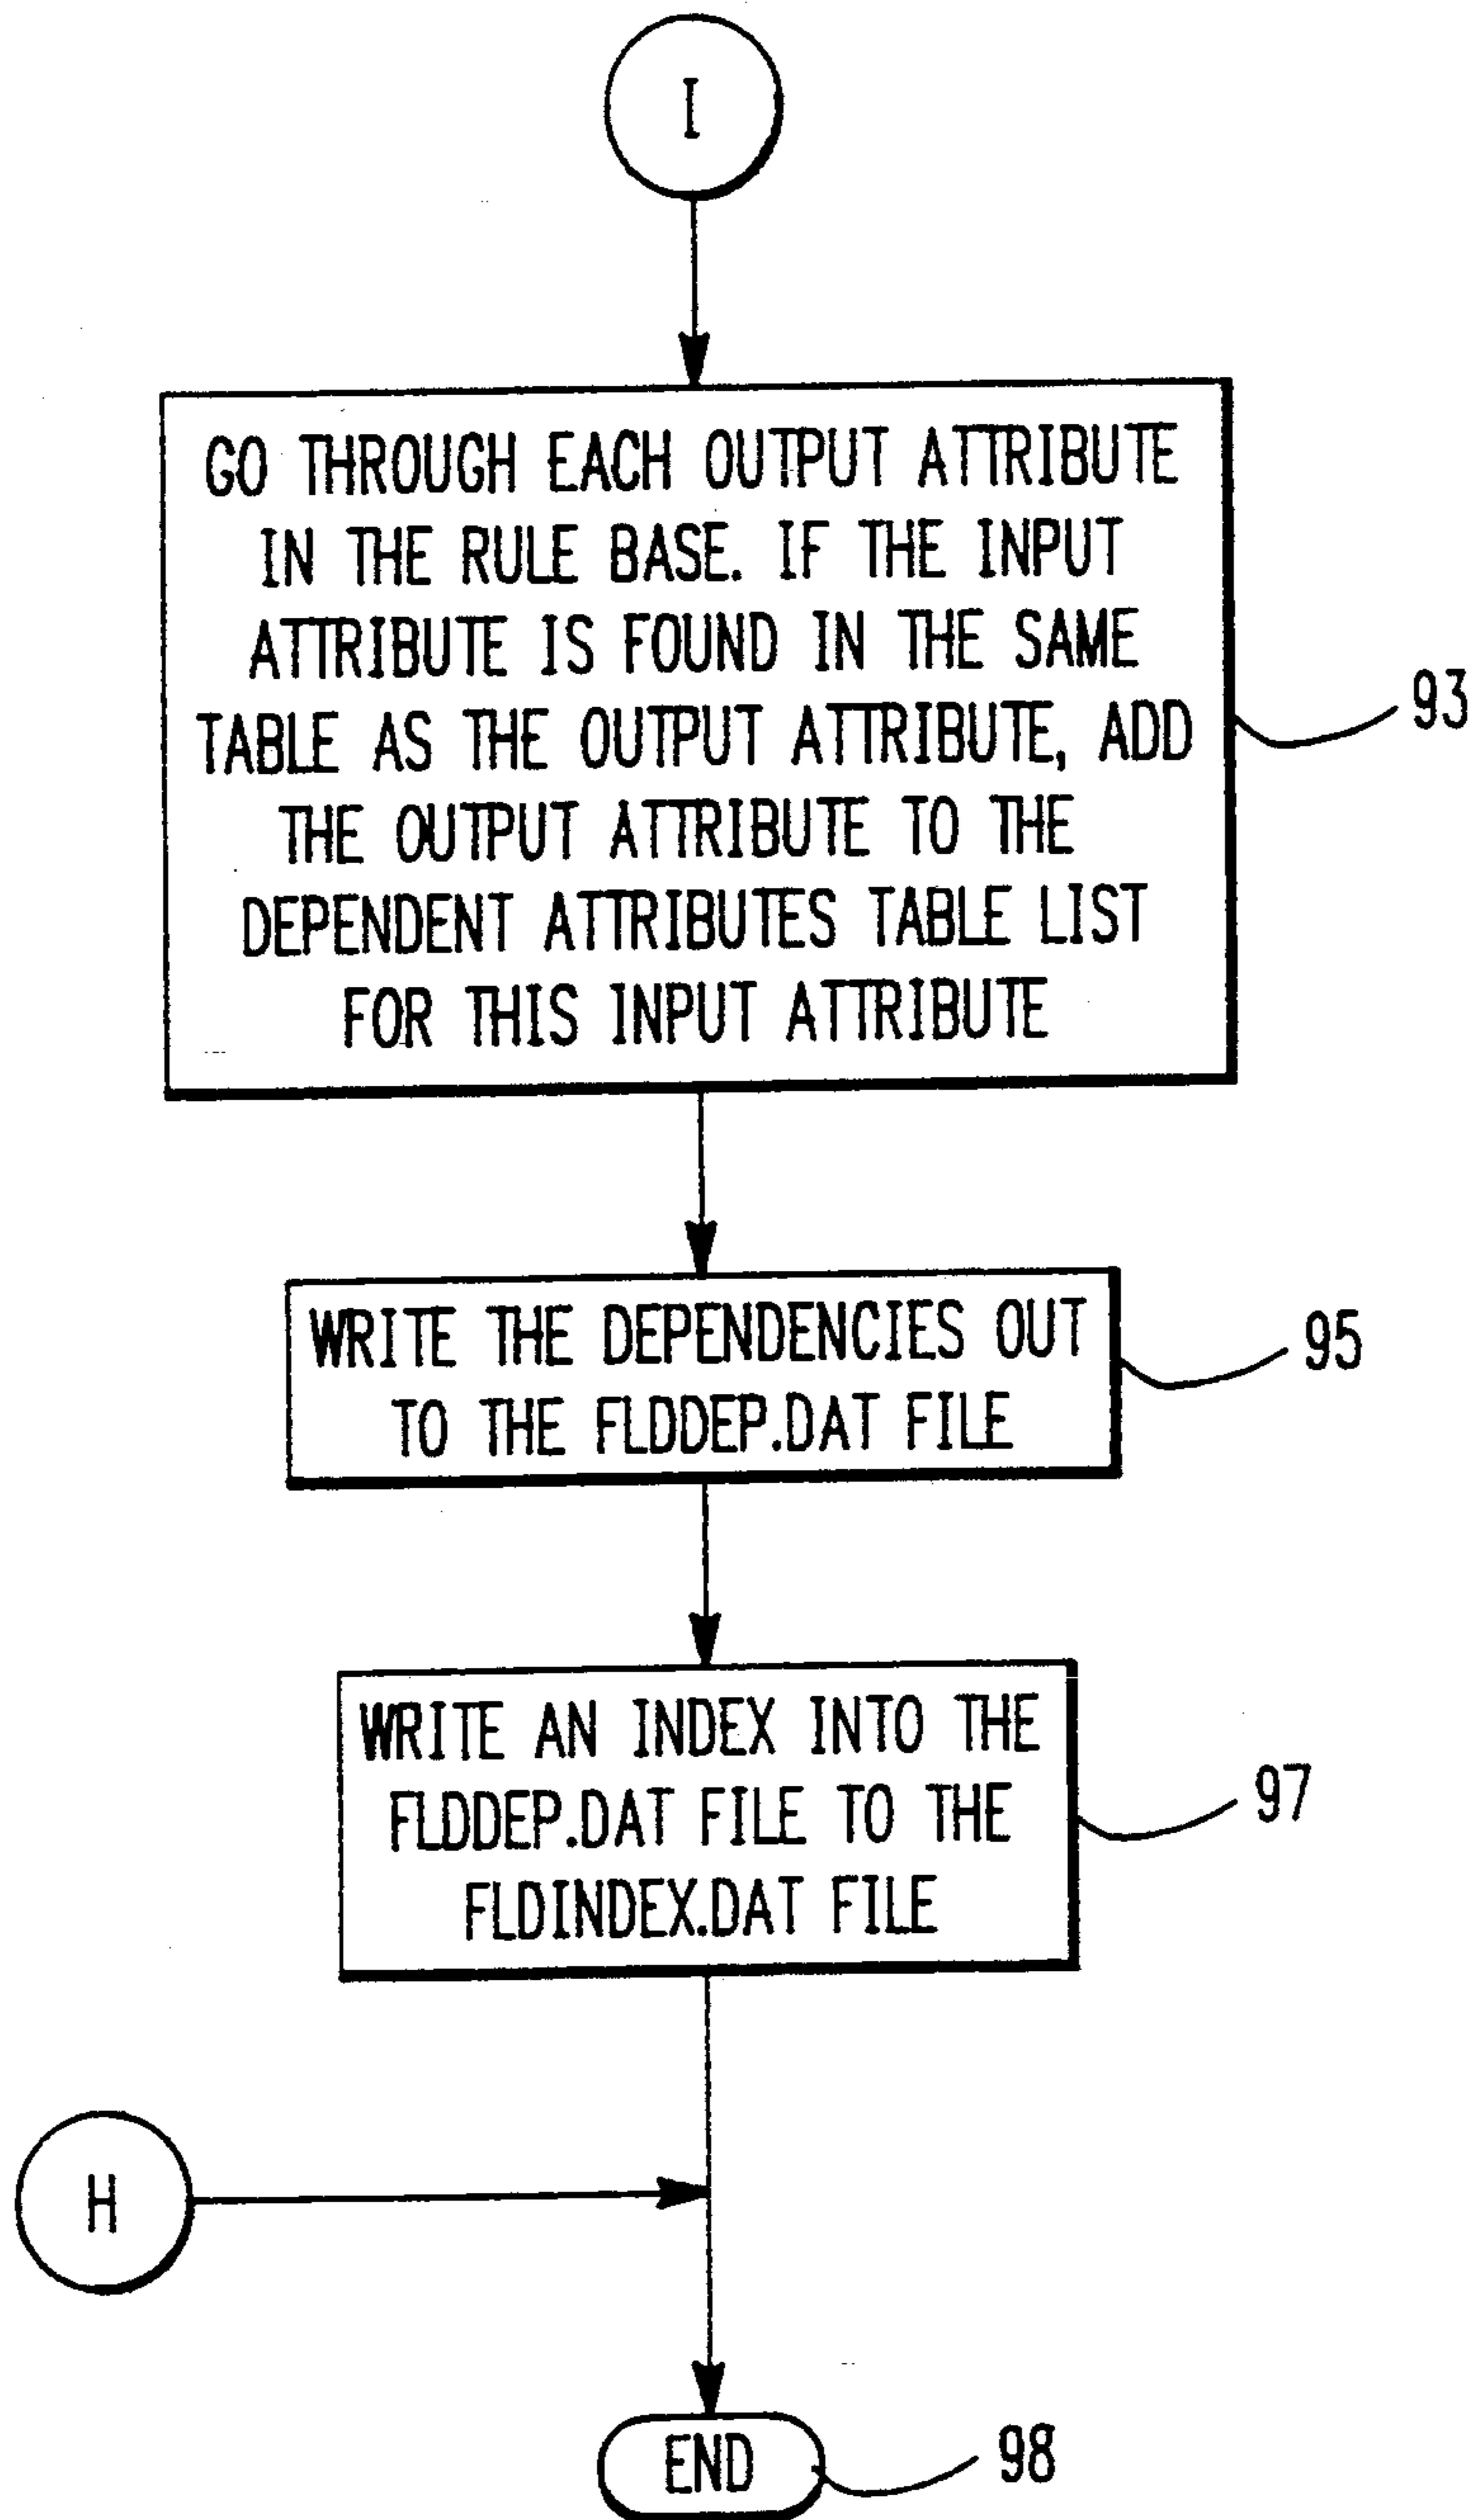 I
GO THROUGH EACH OUTPUT ATTRIBUTE
IN THE RULE BASE. IF THE INPUT
ATTRIBUTE IS FOUND IN THE SAME
TABLE AS THE OUTPUT ATTRIBUTE, ADD
THE OUTPUT ATTRIBUTE TO THE
DEPENDENT ATTRIBUTES TABLE LIST
FOR THIS INPUT ATTRIBUTE
93
WRITE THE DEPENDENCIES OUT
TO THE FLDDEP.DAT FILE
95
WRITE AN INDEX INTO THE
FLDDEP.DAT FILE TO THE
FLDINDEX.DAT FILE
97
H
END
98